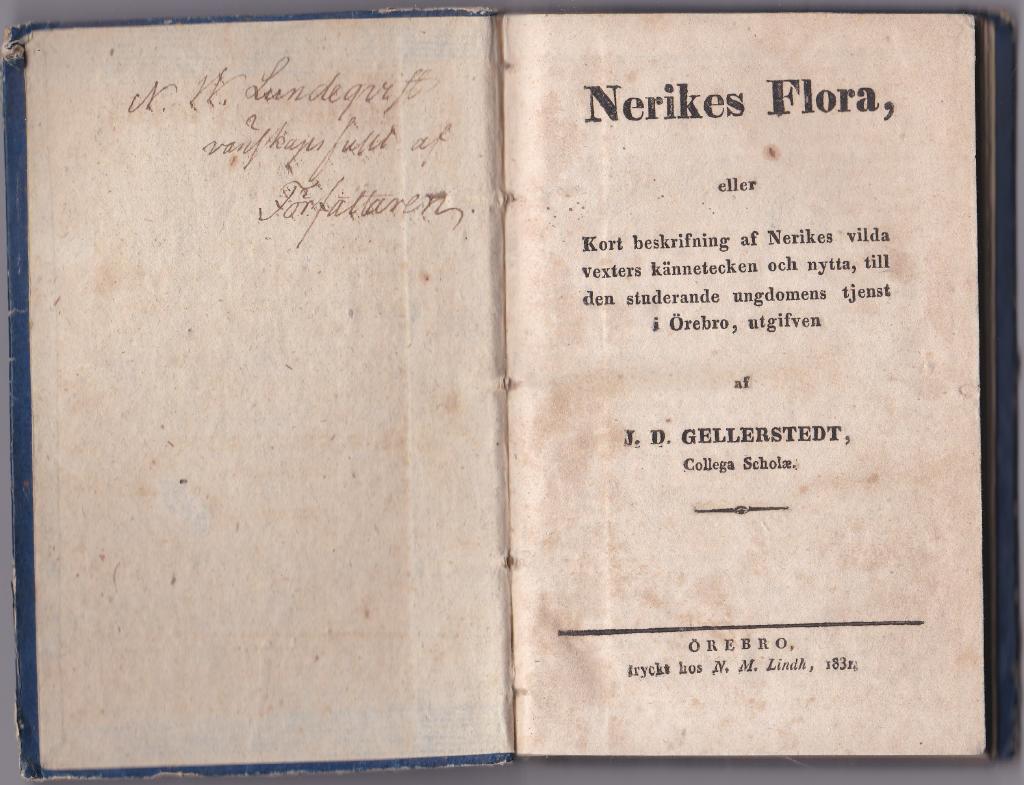 N. W. Lundeqvist
vänskapsfullt af
Författaren,
Nerikes Flora,
eller
Kort beskrifning af Nerikes vilda
vexters kännetecken och nytta, till
den studerande ungdomens tjenst
i Örebro, utgifven
af
J. D. GELLERSTEDT,
Collega Scholæ.
ÖREBRO,
tryckt hos N. M. Lindh, 1831.